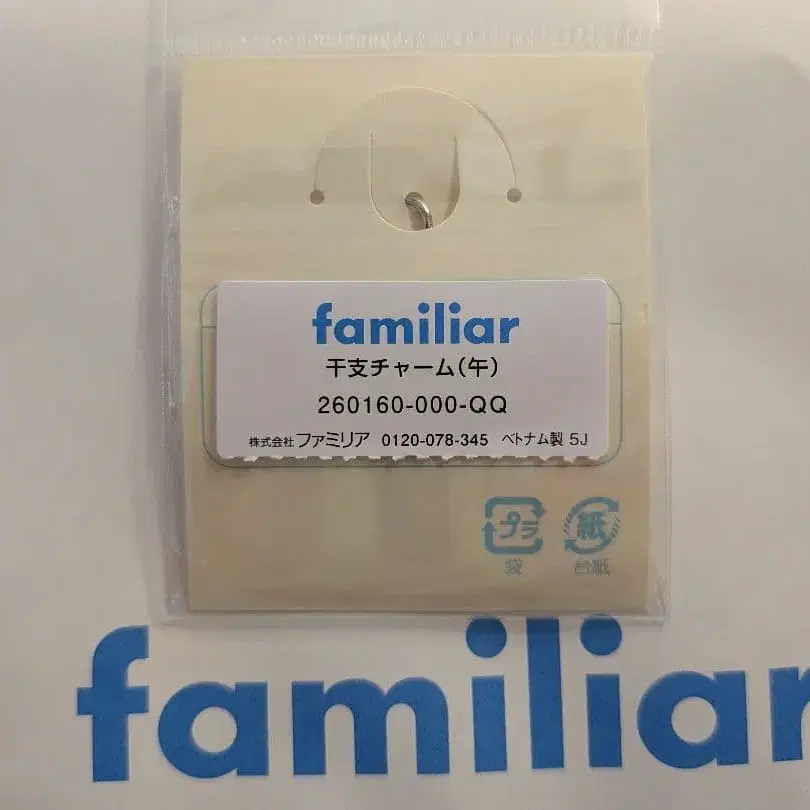 familiar
干支チャーム(午)
260160-000-QQ
株式会社 ファミリア 0120-078-345 ベトナム製 5J
プラ 紙
袋 台紙
familiar